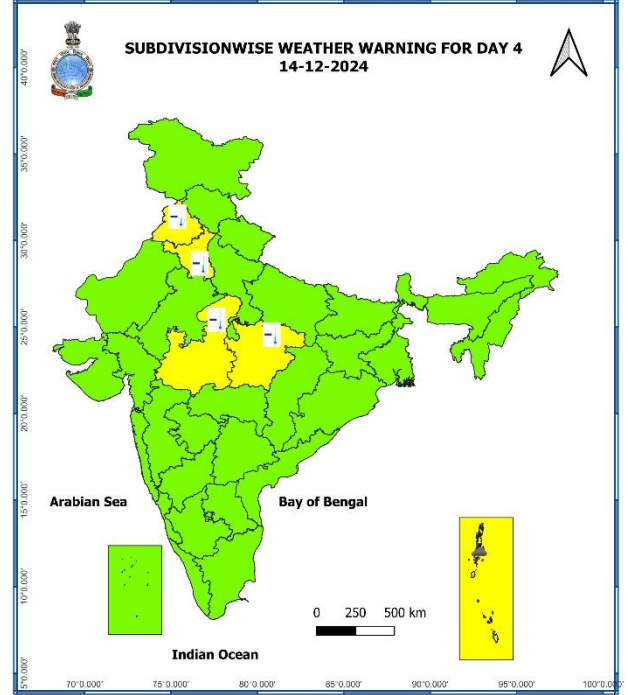 SUBDIVISIONWISE WEATHER WARNING FOR DAY 4
14-12-2024
40°0.000'
35°0.000'
30°0.000'
25°0.000'
20°0.000'
15°0.000'
10°0.000'
5°0.000'
Arabian Sea
Bay of Bengal
0 250 500 km
Indian Ocean
70°0.000' 75°0.000' 80°0.000' 85°0.000' 90°0.000' 95°0.000' 100°0.000'